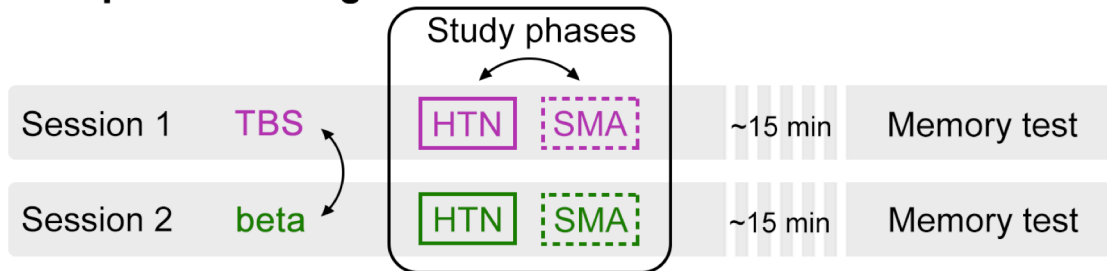 Study phases
Session 1 TBS HTN SMA ~15 min Memory test
Session 2 beta HTN SMA ~15 min Memory test